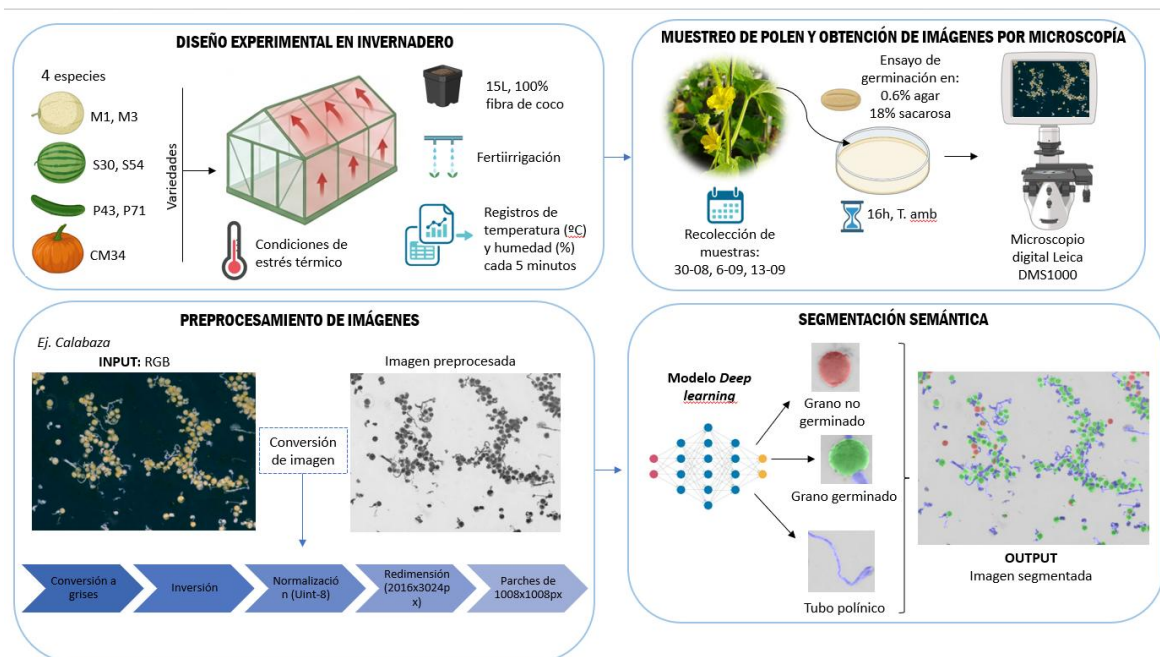 DISEÑO EXPERIMENTAL EN INVERNADERO
4 especies
M1, M3
S30, S54
P43, P71
CM34
Variedades
Condiciones de
estrés térmico
15L, 100%
fibra de coco
Fertiirrigación
Registros de
temperatura (ºC)
y humedad (%)
cada 5 minutos
MUESTREO DE POLEN Y OBTENCIÓN DE IMÁGENES POR MICROSCOPÍA
Recolección de
muestras:
30-08, 6-09, 13-09
Ensayo de
germinación en:
0.6% agar
18% sacarosa
16h, T. amb
Microscopio
digital Leica
DMS1000
PREPROCESAMIENTO DE IMÁGENES
Ej. Calabaza
INPUT: RGB
Conversión
de imagen
Imagen preprocesada
Conversión a
grises
Inversión
Normalizació
n (Uint-8)
Redimensión
(2016x3024p
x)
Parches de
1008x1008px
SEGMENTACIÓN SEMÁNTICA
Modelo Deep
learning
Grano no
germinado
Grano germinado
Tubo polínico
OUTPUT
Imagen segmentada